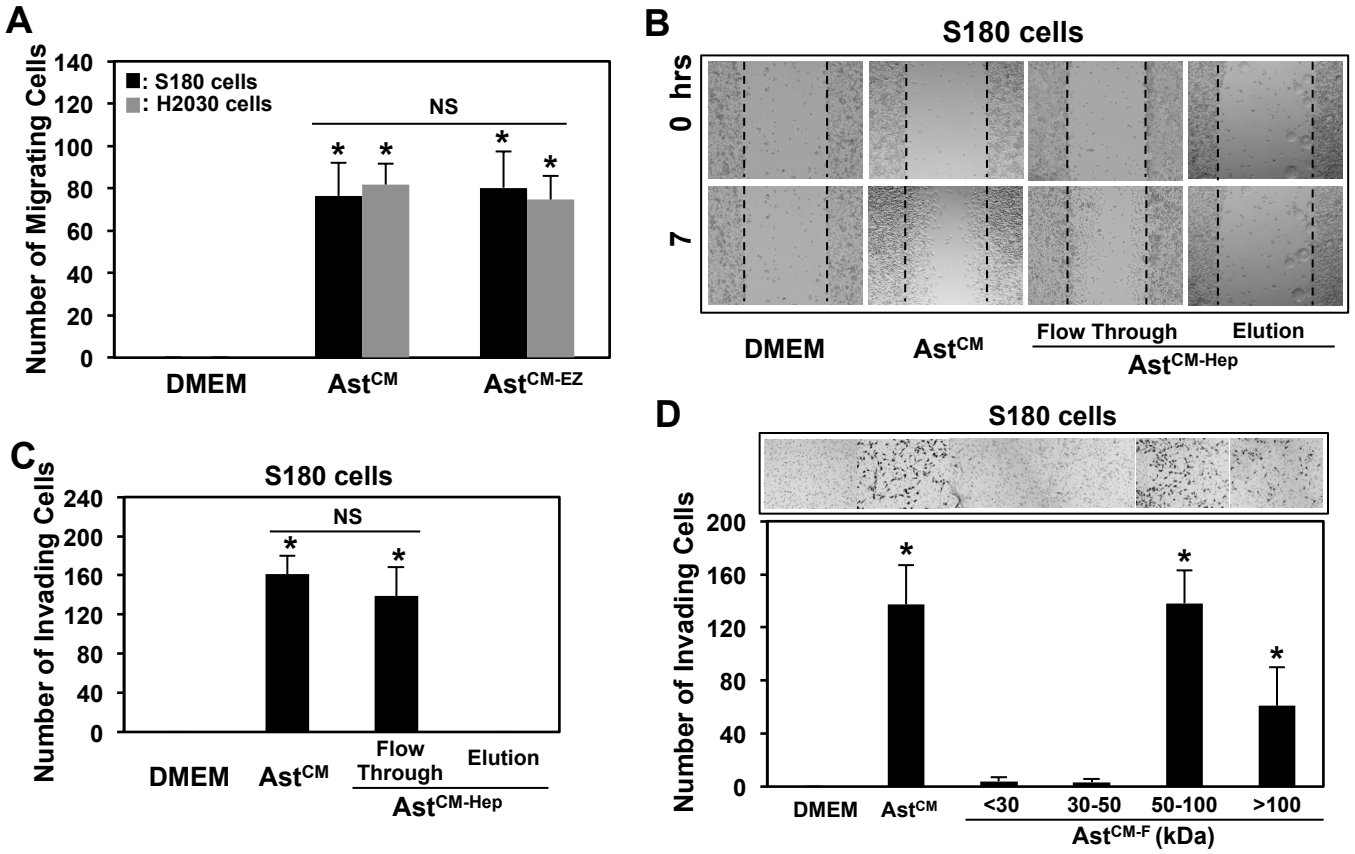 A
Number of Migrating Cells
140
120
100
80
60
40
20
0
: S180 cells
: H2030 cells
NS
* * * *
DMEM
Ast^CM
Ast^CM-EZ
B
S180 cells
0 hrs
7
DMEM
Ast^CM
Flow Through
Elution
Ast^CM-Hep
C
S180 cells
Number of Invading Cells
240
200
160
120
80
40
0
NS
* *
DMEM
Ast^CM
Flow
Through
Elution
Ast^CM-Hep
D
S180 cells
Number of Invading Cells
200
160
120
80
40
0
* * *
DMEM
Ast^CM
<30
30-50
50-100
>100
Ast^CM-F (kDa)